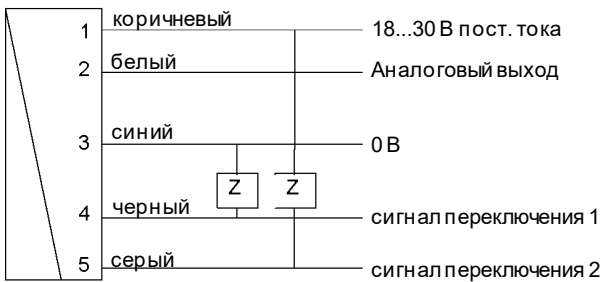 1 коричневый 18...30 В пост. тока
2 белый Аналоговый выход
3 синий 0 В
Z Z
4 черный сигнал переключения 1
5 серый сигнал переключения 2